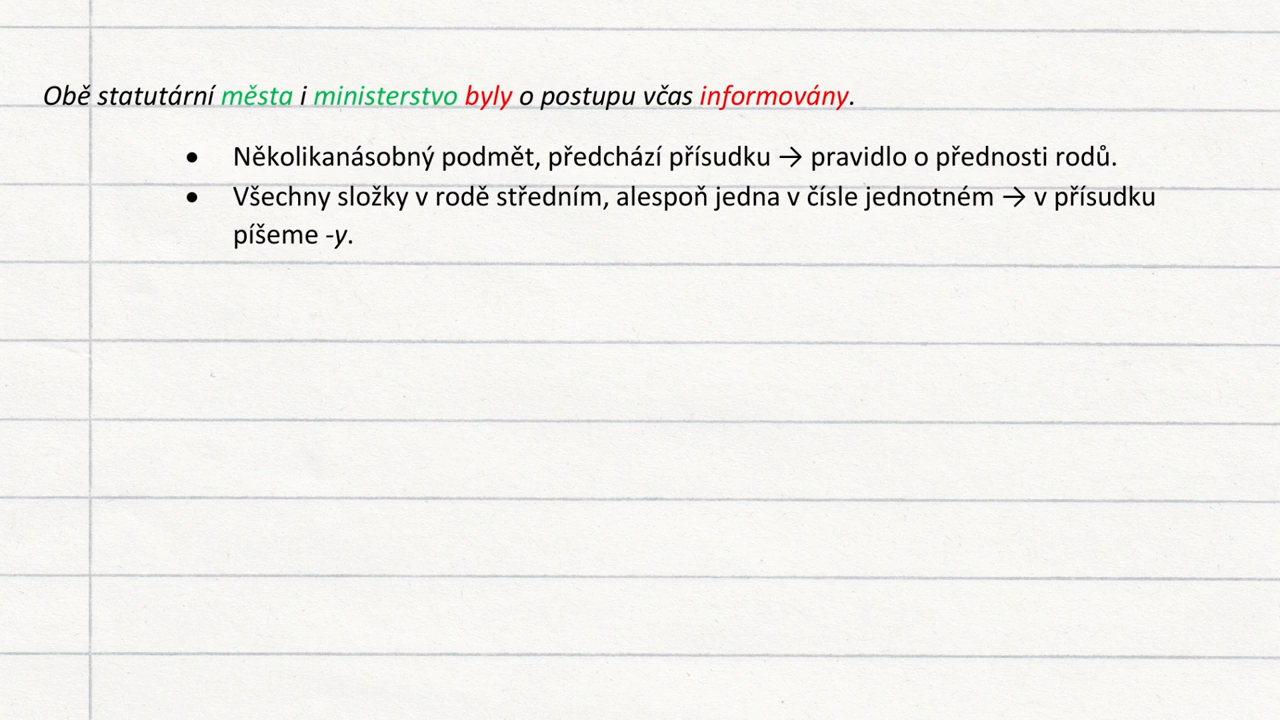 Obě statutární města i ministerstvo byly o postupu včas informovány.
• Několikanásobný podmět, předchází přísudku → pravidlo o přednosti rodů.
• Všechny složky v rodě středním, alespoň jedna v čísle jednotném → v přísudku
píšeme -y.